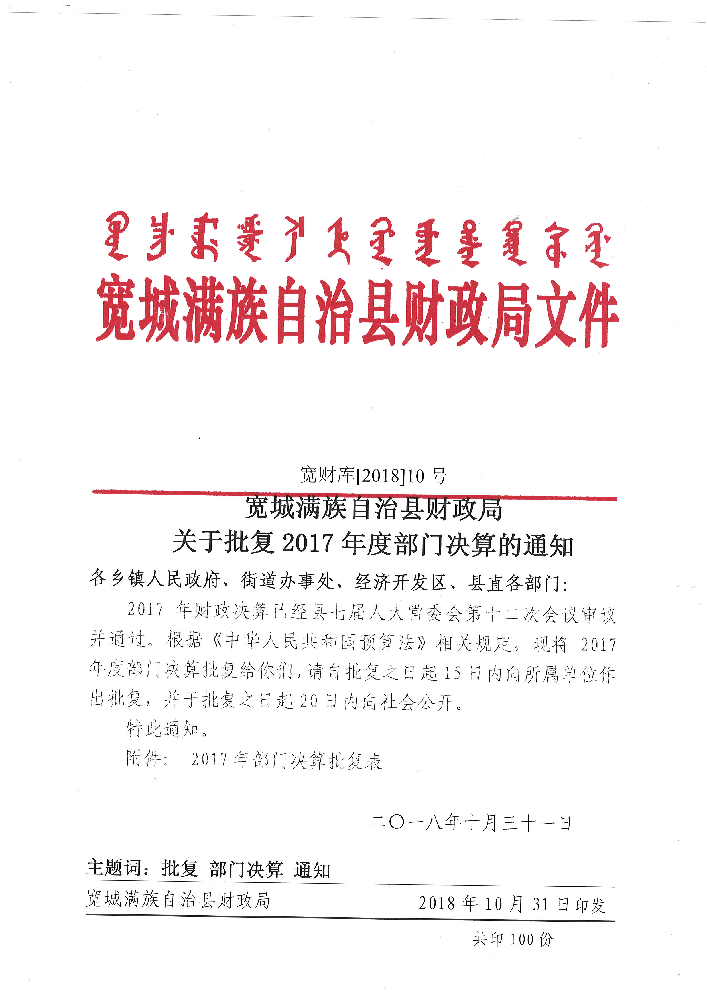 宽城满族自治县财政局文件
宽财库[2018]10 号
宽城满族自治县财政局
关于批复 2017 年度部门决算的通知
各乡镇人民政府、街道办事处、经济开发区、县直各部门：
2017 年财政决算已经县七届人大常委会第十二次会议审议
并通过。根据《中华人民共和国预算法》相关规定，现将 2017
年度部门决算批复给你们，请自批复之日起 15 日内向所属单位作
出批复，并于批复之日起 20 日内向社会公开。
特此通知。
附件： 2017 年部门决算批复表
二〇一八年十月三十一日
主题词：批复 部门决算 通知
宽城满族自治县财政局 2018 年 10 月 31 日印发
共印 100 份